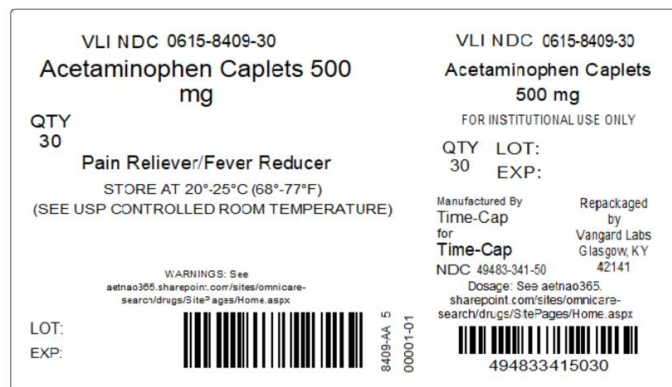 VLI NDC 0615-8409-30
Acetaminophen Caplets 500
mg
QTY
30
Pain Reliever/Fever Reducer
STORE AT 20°-25°C (68°-77°F)
(SEE USP CONTROLLED ROOM TEMPERATURE)
WARNINGS: See
aetnao365.sharepoint.com/sites/omnicare-
search/drugs/SitePages/Home.aspx
LOT:
EXP:
8409-AA 5
00001-01
VLI NDC 0615-8409-30
Acetaminophen Caplets
500 mg
FOR INSTITUTIONAL USE ONLY
QTY
30
LOT:
EXP:
Manufactured By
Time-Cap
for
Time-Cap
NDC 49483-341-50
Repackaged
by
Vangard Labs
Glasgow, KY
42141
Dosage: See aetnao365.
sharepoint.com/sites/omnicare-
search/drugs/SitePages/Home.aspx
494833415030